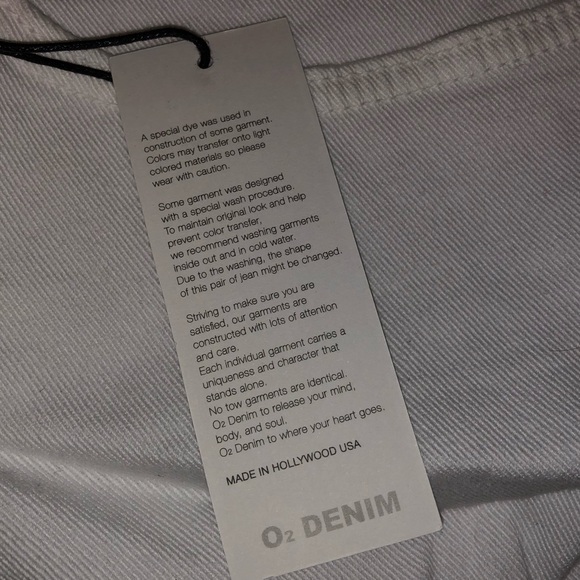 A special dye was used in
construction of some garment.
Colors may transfer onto light
colored materials so please
wear with caution.
Some garment was designed
with a special wash procedure.
To maintain original look and help
prevent color transfer,
we recommend washing garments
inside out and in cold water.
Due to the washing, the shape
of this pair of jean might be changed.
Striving to make sure you are
satisfied, our garments are
constructed with lots of attention
and care.
Each individual garment carries a
uniqueness and character that
stands alone.
No tow garments are identical.
O2 Denim to release your mind,
body, and soul,
O2 Denim to where your heart goes.
MADE IN HOLLYWOOD USA
O2 DENIM